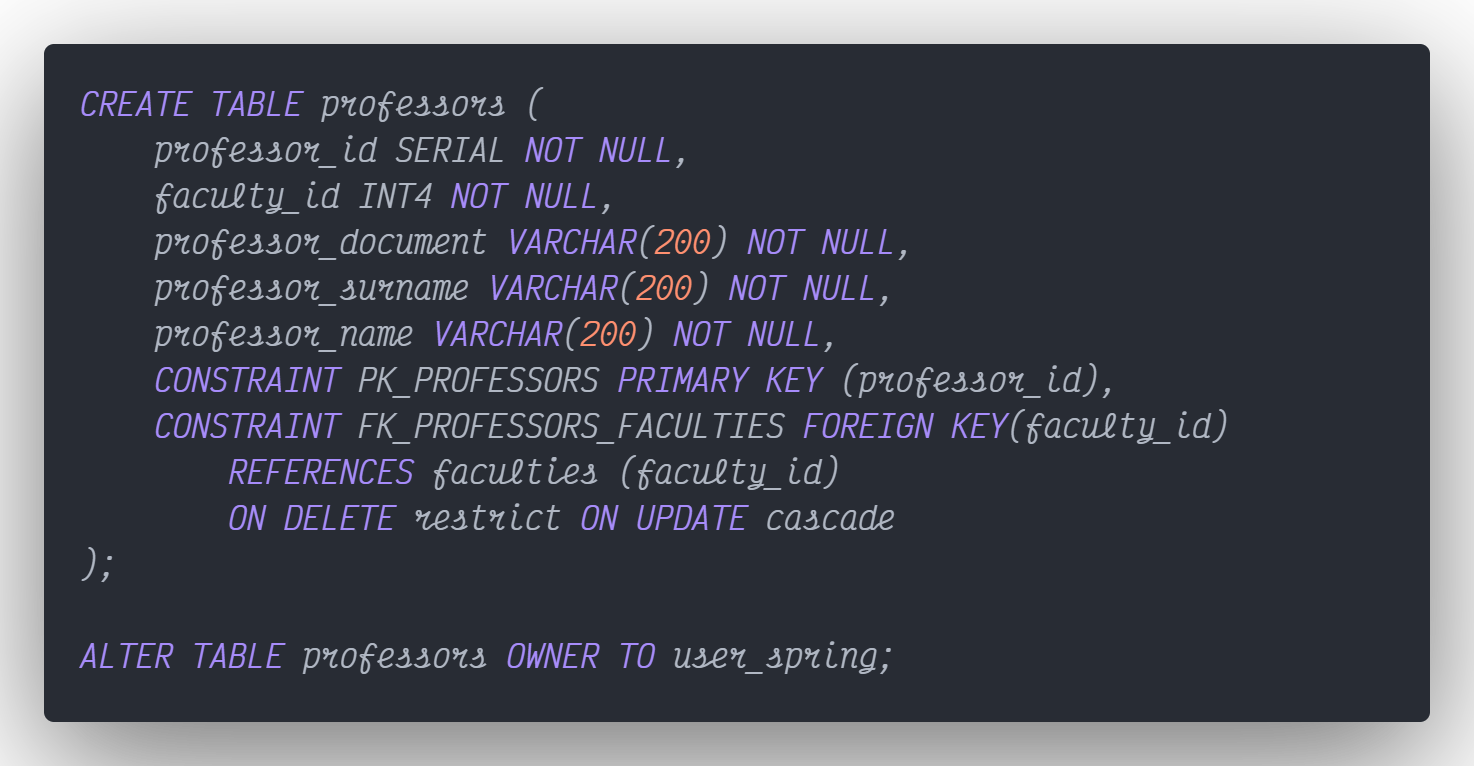 CREATE TABLE professors (
    professor_id SERIAL NOT NULL,
    faculty_id INT4 NOT NULL,
    professor_document VARCHAR(200) NOT NULL,
    professor_surname VARCHAR(200) NOT NULL,
    professor_name VARCHAR(200) NOT NULL,
    CONSTRAINT PK_PROFESSORS PRIMARY KEY (professor_id),
    CONSTRAINT FK_PROFESSORS_FACULTIES FOREIGN KEY(faculty_id)
        REFERENCES faculties (faculty_id)
        ON DELETE restrict ON UPDATE cascade
);
ALTER TABLE professors OWNER TO user_spring;